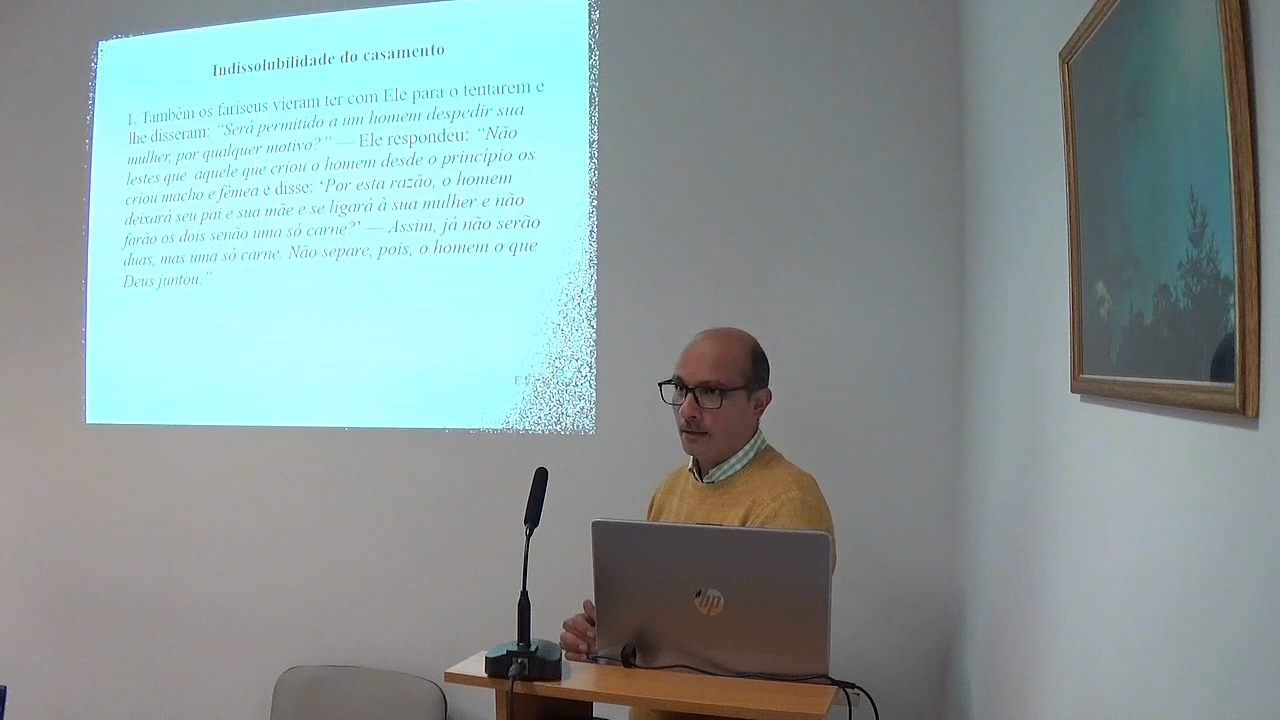 Indissolubilidade do casamento
1. Também os fariseus vieram ter com Ele para o tentarem e
lhe disseram: “Será permitido a um homem despedir sua
mulher, por qualquer motivo?” — Ele respondeu: “Não
lestes que aquele que criou o homem desde o princípio os
criou macho e fêmea e disse: ‘Por esta razão, o homem
deixará seu pai e sua mãe e se ligará à sua mulher e não
farão os dois senão uma só carne?’ — Assim, já não serão
duas, mas uma só carne. Não separe, pois, o homem o que
Deus juntou.”
hp